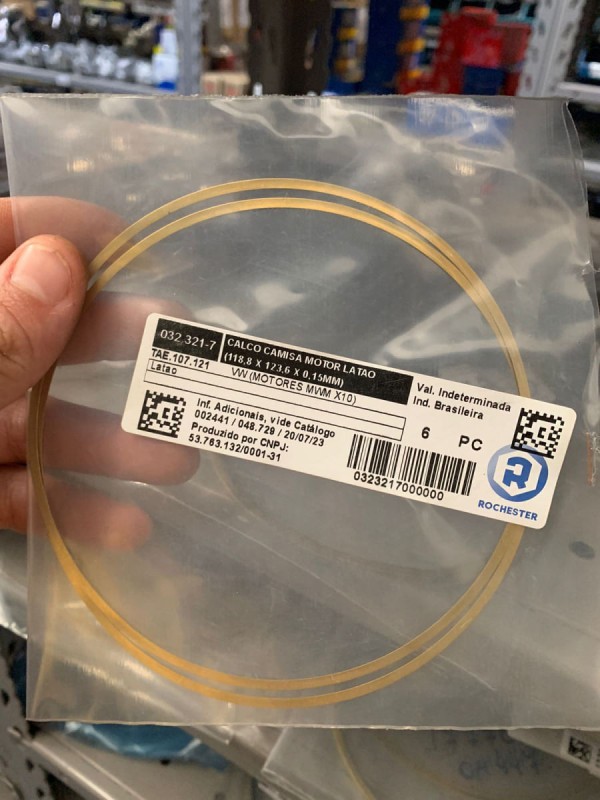 032 321-7
CALCO CAMISA MOTOR LATAO
(118,8 X 123,6 X 0,15MM)
TAE.107.121
VW (MOTORES MWM X10)
Latao
Val. Indeterminada
Ind. Brasileira
Inf. Adicionais, vide Catálogo
002441 / 048.729 / 20/07/23
Produzido por CNPJ:
53.763.132/0001-31
6 PC
0323217000000
R
ROCHESTER